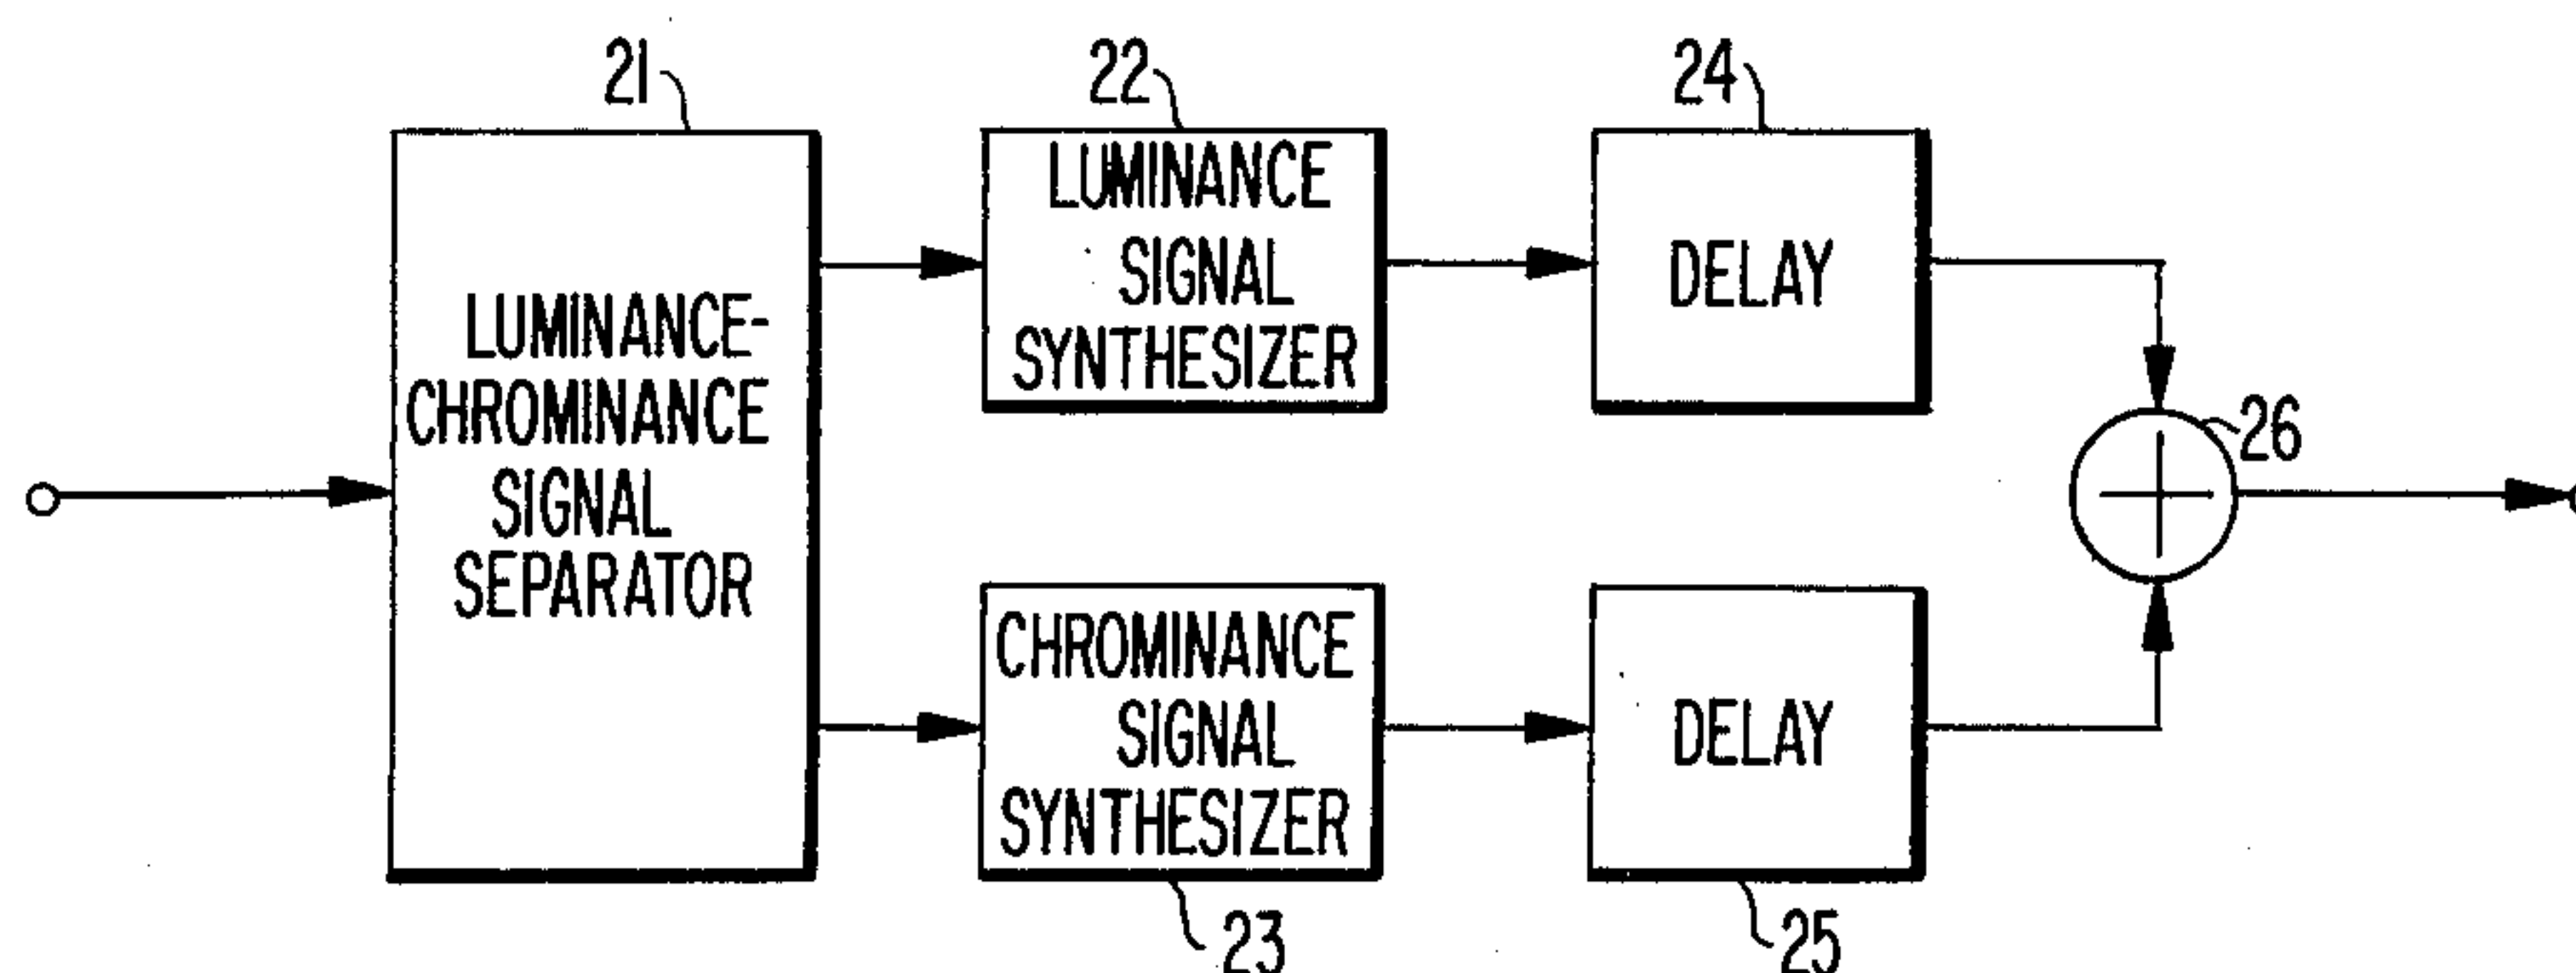 21
22
24
LUMINANCE-
CHROMINANCE
SIGNAL
SEPARATOR
LUMINANCE
SIGNAL
SYNTHESIZER
DELAY
26
CHROMINANCE
SIGNAL
SYNTHESIZER
DELAY
23
25